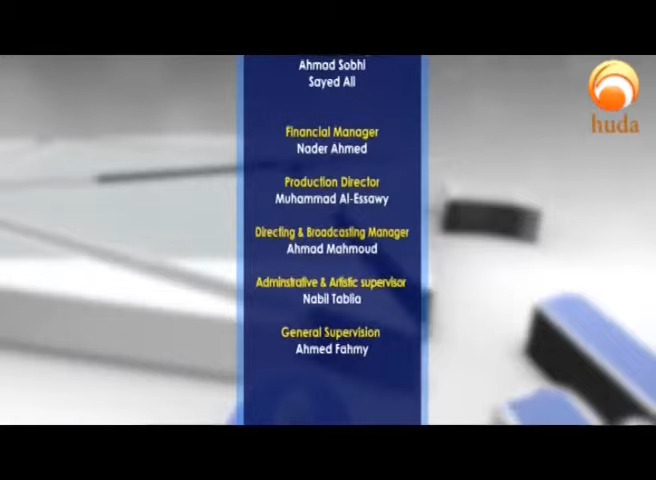 Ahmad Sobhi
Sayed Ali
Financial Manager
Nader Ahmed
Production Director
Muhammad Al-Essawy
Directing & Broadcasting Manager
Ahmad Mahmoud
Adminstrative & Artistic supervisor
Nabil Tablia
General Supervision
Ahmed Fahmy
huda